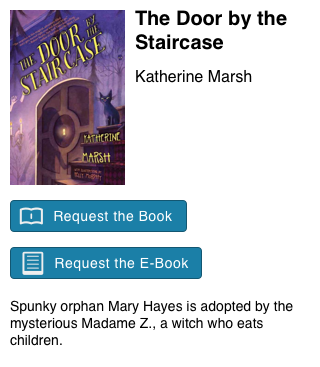 The Door by the
Staircase
Katherine Marsh
THE DOOR BY THE
STAIRCASE
KATHERINE
MARSH
Request the Book
Request the E-Book
Spunky orphan Mary Hayes is adopted by the
mysterious Madame Z., a witch who eats
children.